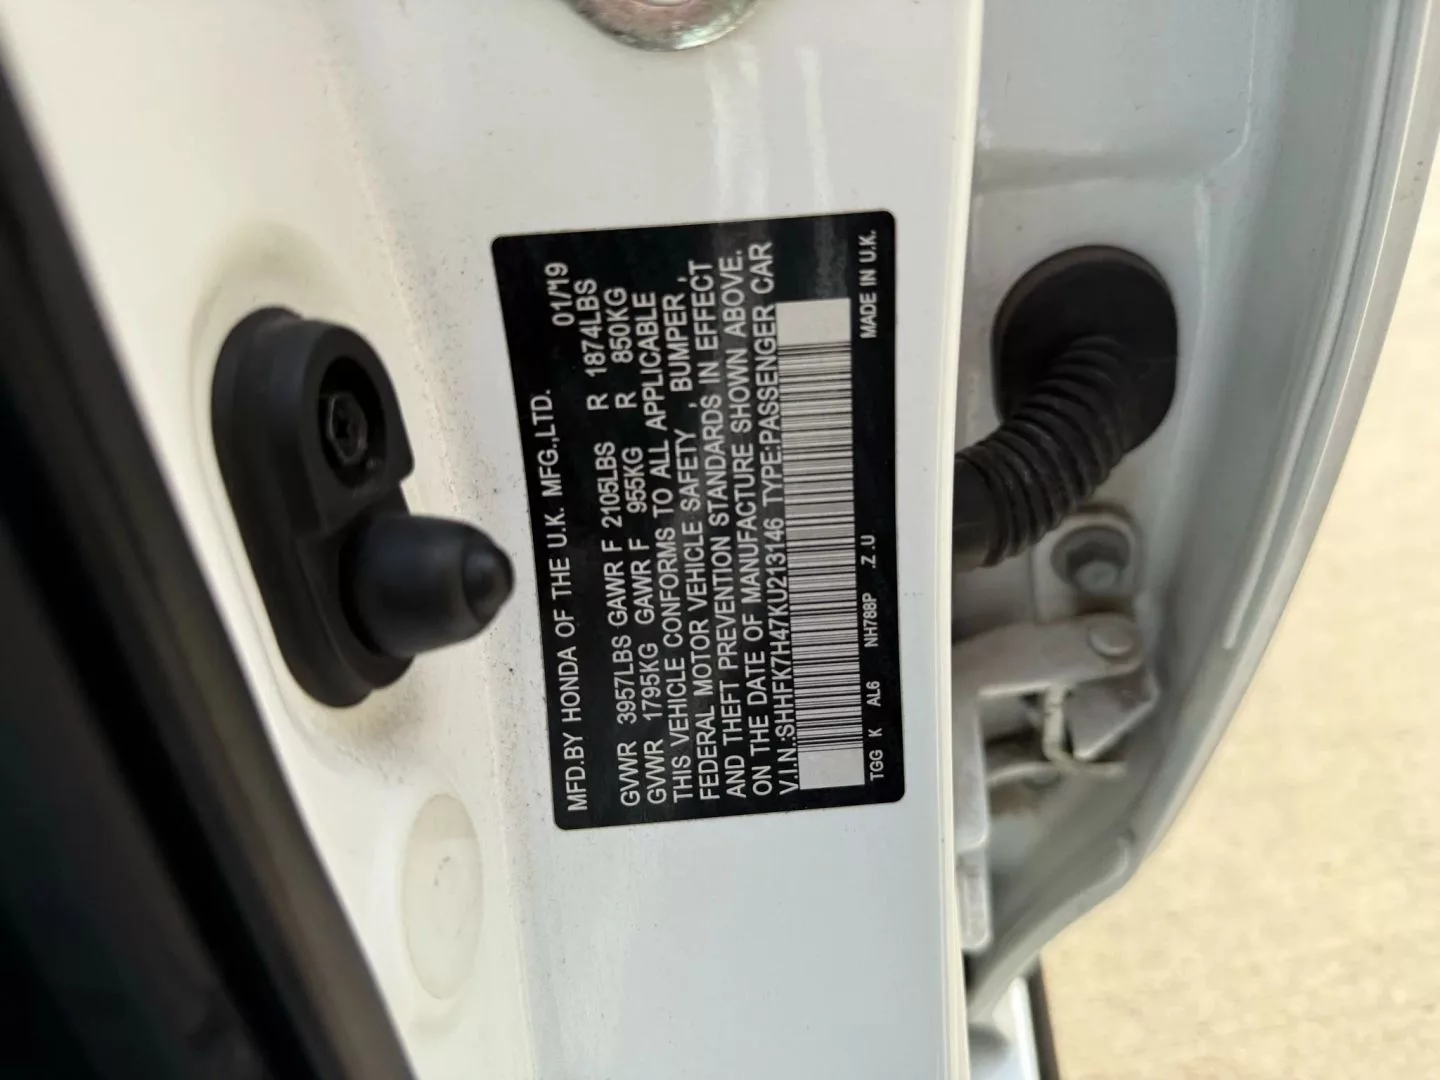 MFD.BY HONDA OF THE U.K. MFG.,LTD. 01/'19
GVWR 3957LBS GAWR F 2105LBS R 1874LBS
GVWR 1795KG GAWR F 955KG R 850KG
THIS VEHICLE CONFORMS TO ALL APPLICABLE
FEDERAL MOTOR VEHICLE SAFETY , BUMPER ,
AND THEFT PREVENTION STANDARDS IN EFFECT
ON THE DATE OF MANUFACTURE SHOWN ABOVE.
V.I.N.:SHHFK7H47KU213146 TYPE:PASSENGER CAR
TGG K AL6 NH788P .Z.U MADE IN U.K.